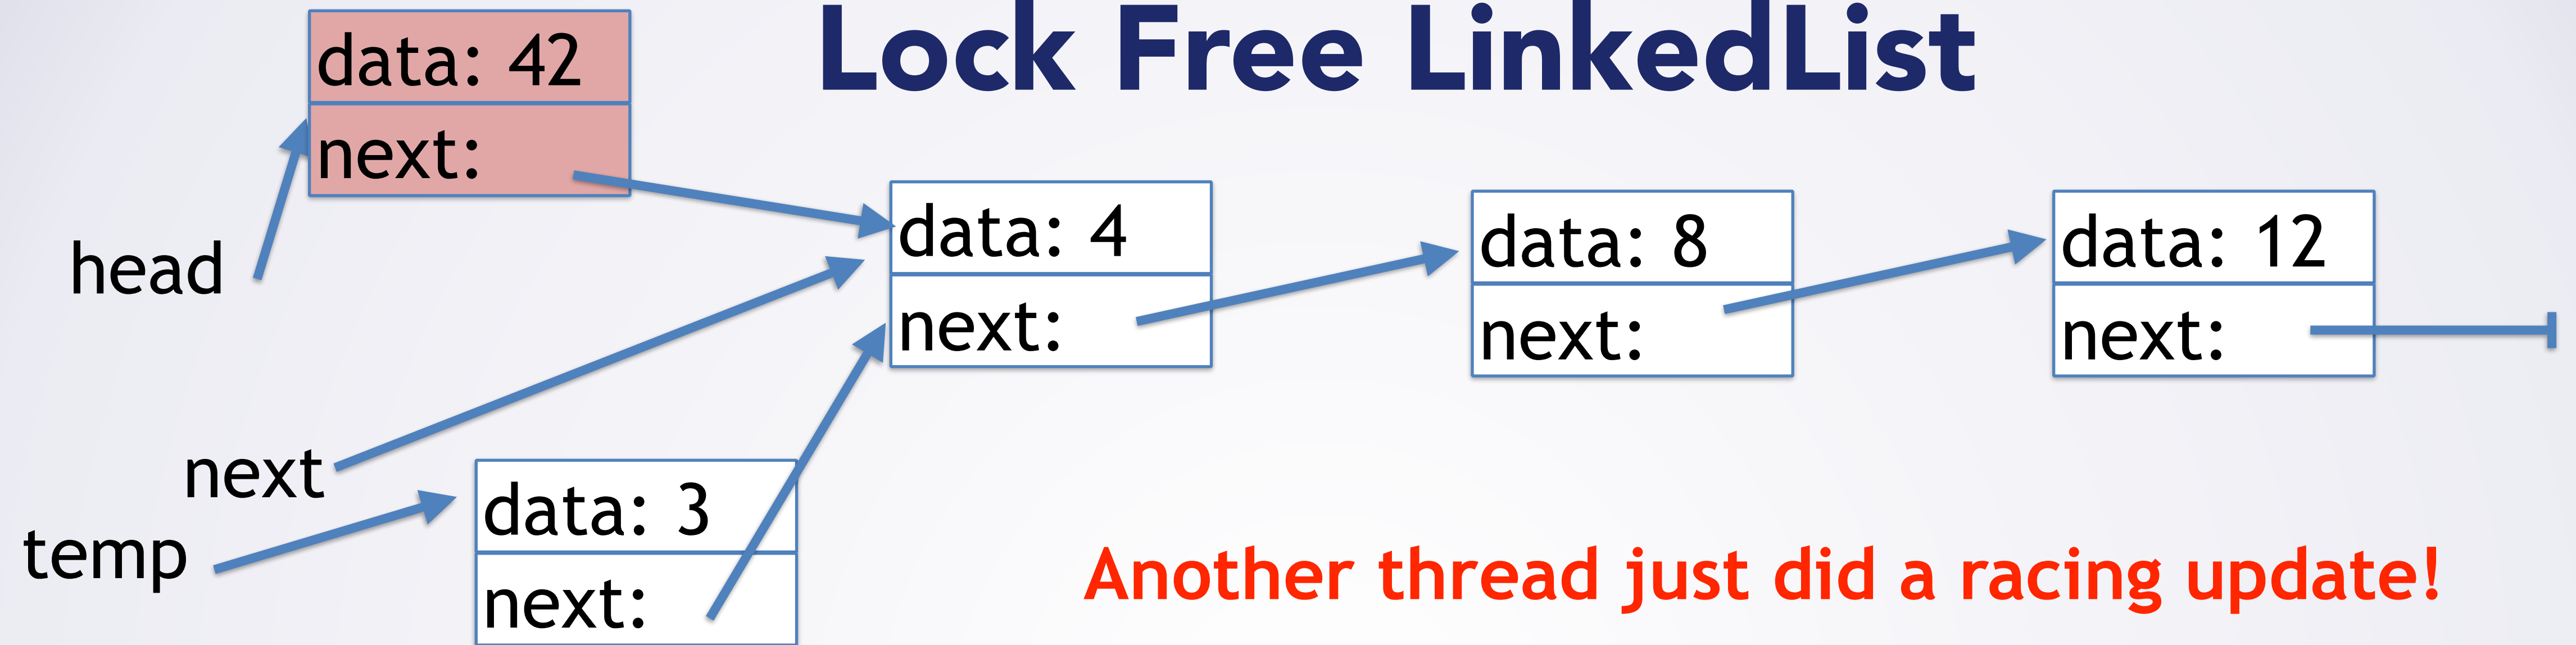 Lock Free LinkedList
data: 42
next:
head
data: 4
next:
data: 8
next:
data: 12
next:
next
temp
data: 3
next:
Another thread just did a racing update!